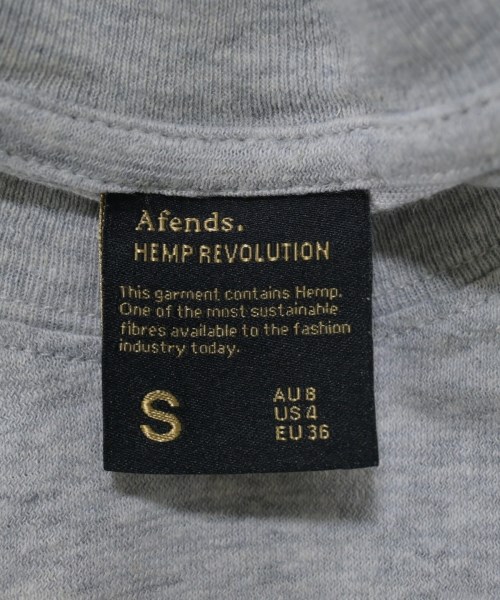 Afends.
HEMP REVOLUTION
This garment contains Hemp.
One of the most sustainable
fibres available to the fashion
industry today.
S
AU 8
US 4
EU 36